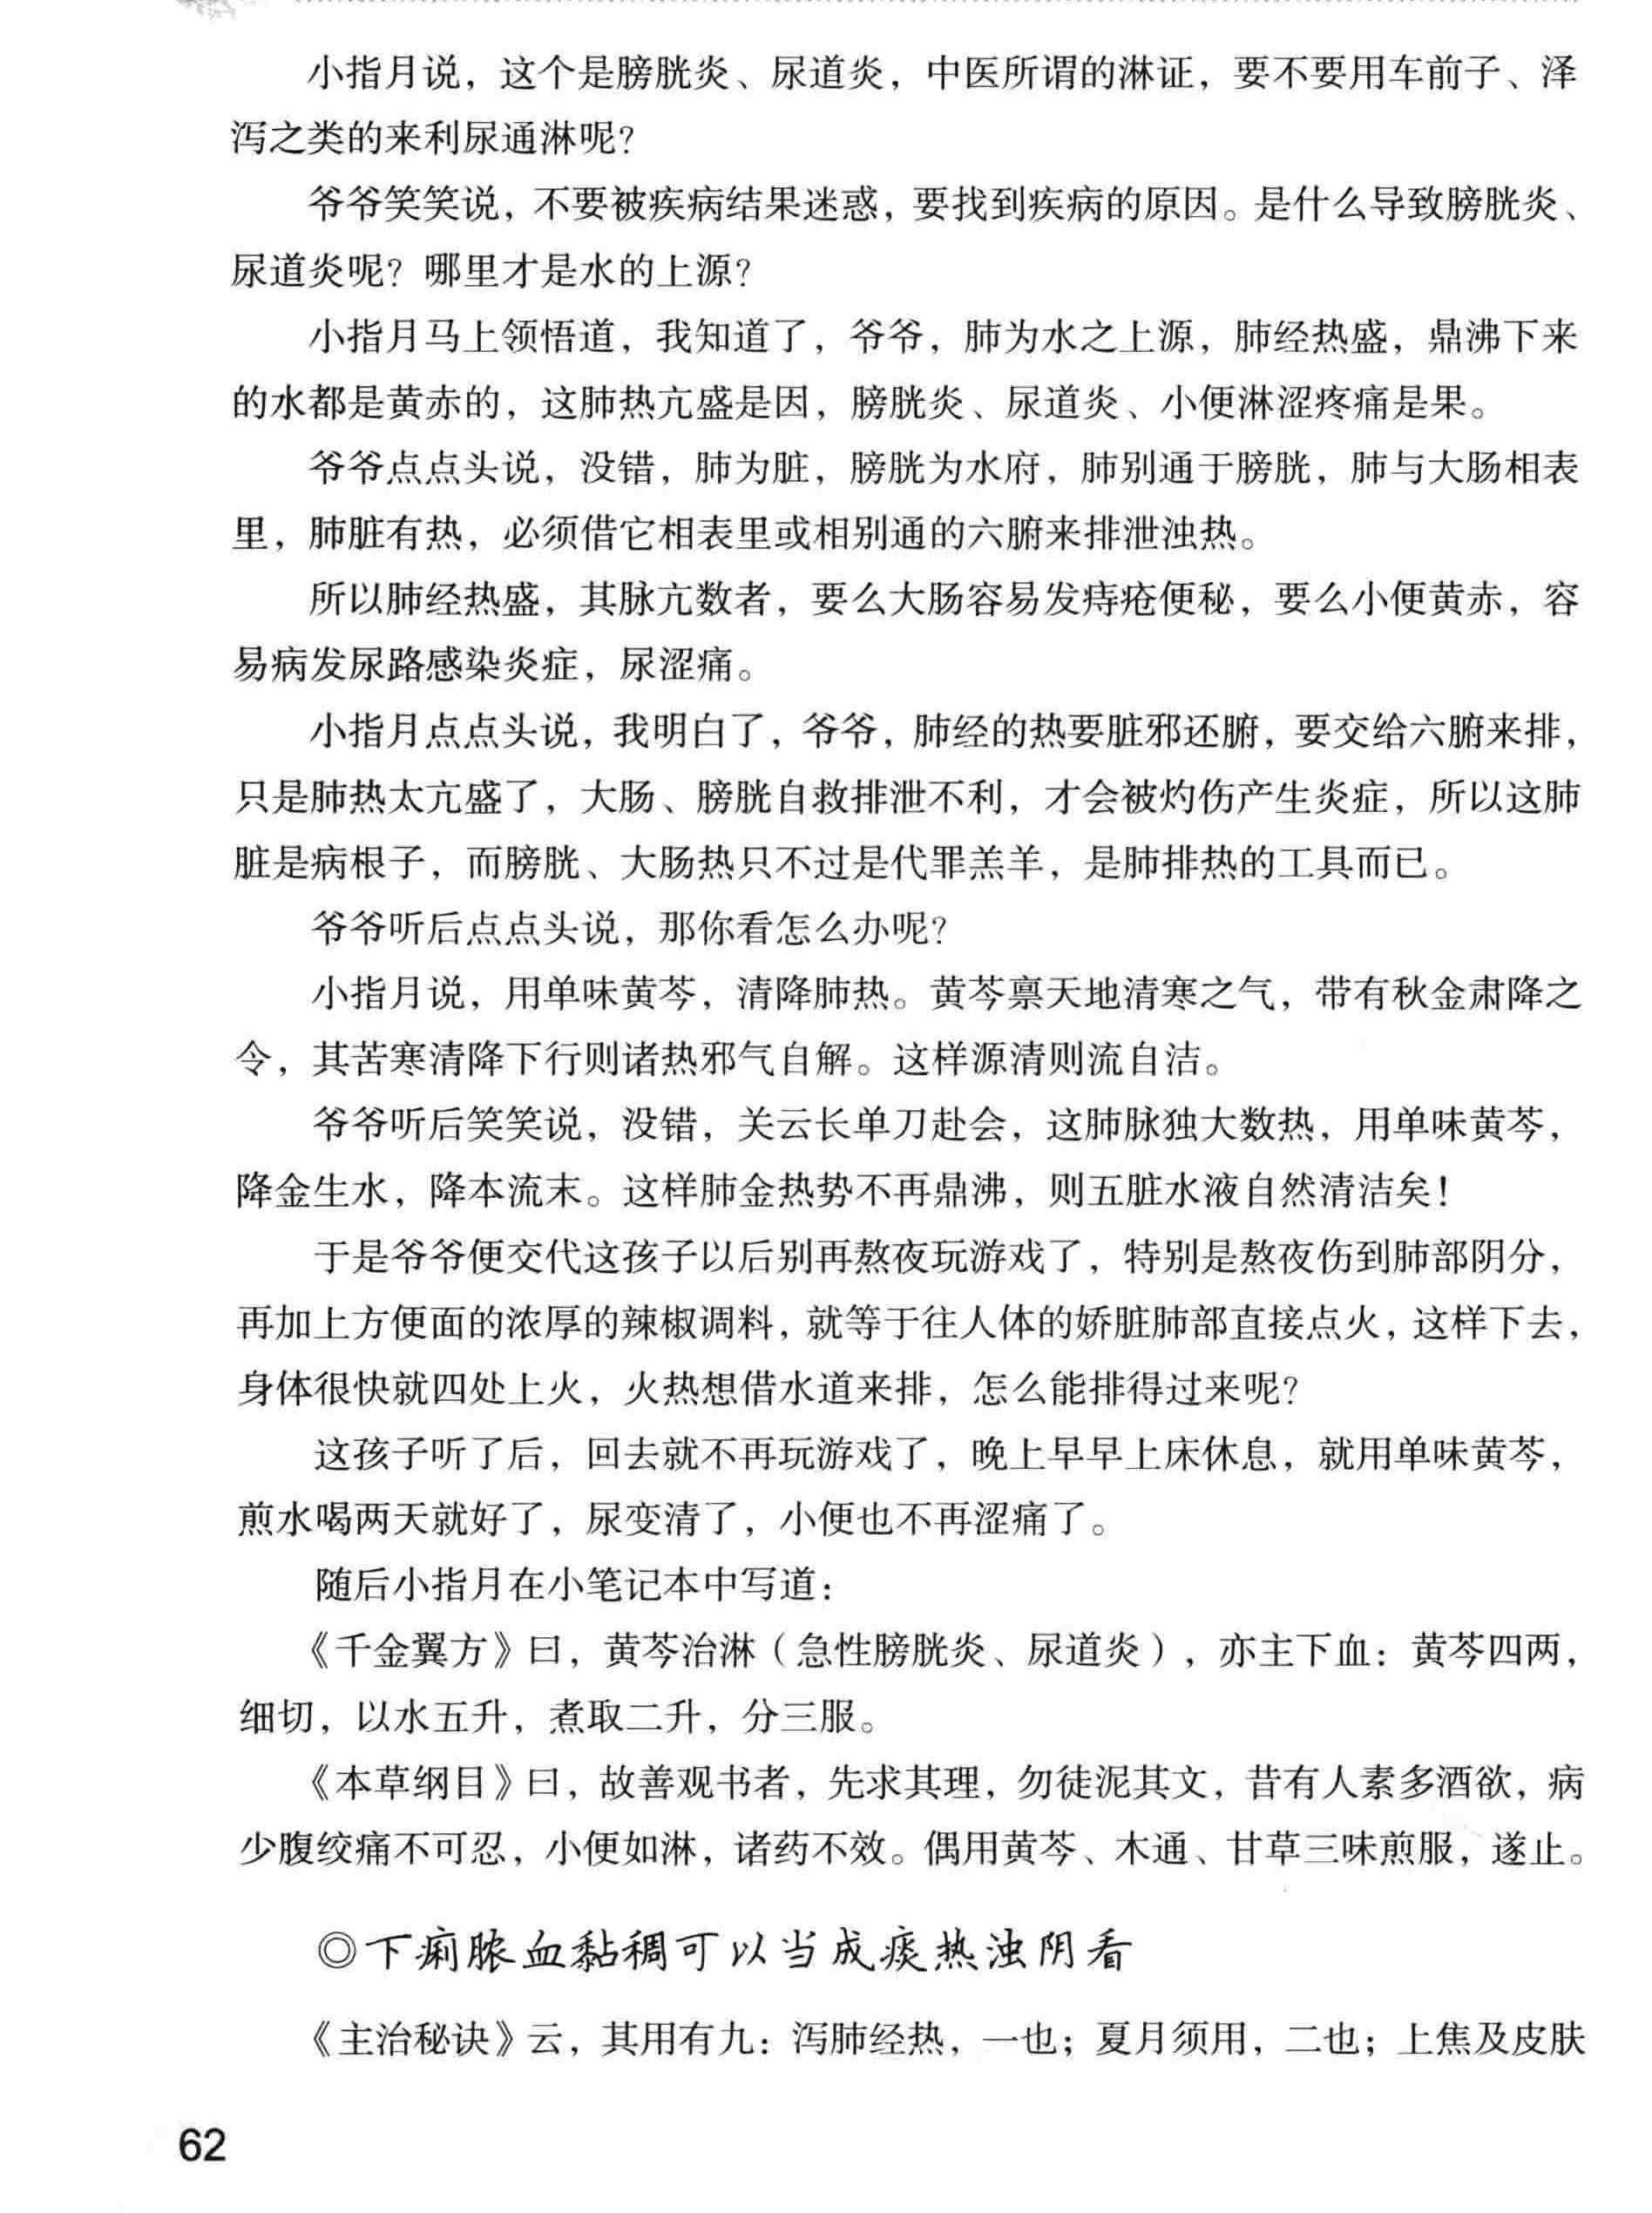 小指月说，这个是膀胱炎、尿道炎，中医所谓的淋证，要不要用车前子、泽
泻之类的来利尿通淋呢？
爷爷笑笑说，不要被疾病结果迷惑，要找到疾病的原因。是什么导致膀胱炎、
尿道炎呢？哪里才是水的上源？
小指月马上领悟道，我知道了，爷爷，肺为水之上源，肺经热盛，鼎沸下来
的水都是黄赤的，这肺热亢盛是因，膀胱炎、尿道炎、小便淋涩疼痛是果。
爷爷点点头说，没错，肺为脏，膀胱为水府，肺别通于膀胱，肺与大肠相表
里，肺脏有热，必须借它相表里或相别通的六腑来排泄浊热。
所以肺经热盛，其脉亢数者，要么大肠容易发痔疮便秘，要么小便黄赤，容
易病发尿路感染炎症，尿涩痛。
小指月点点头说，我明白了，爷爷，肺经的热要脏邪还腑，要交给六腑来排，
只是肺热太亢盛了，大肠、膀胱自救排泄不利，才会被灼伤产生炎症，所以这肺
脏是病根子，而膀胱、大肠热只不过是代罪羔羊，是肺排热的工具而已。
爷爷听后点点头说，那你看怎么办呢？
小指月说，用单味黄芩，清降肺热。黄芩禀天地清寒之气，带有秋金肃降之
令，其苦寒清降下行则诸热邪气自解。这样源清则流自洁。
爷爷听后笑笑说，没错，关云长单刀赴会，这肺脉独大数热，用单味黄芩，
降金生水，降本流末。这样肺金热势不再鼎沸，则五脏水液自然清洁矣！
于是爷爷便交代这孩子以后别再熬夜玩游戏了，特别是熬夜伤到肺部阴分，
再加上方便面的浓厚的辣椒调料，就等于往人体的娇脏肺部直接点火，这样下去，
身体很快就四处上火，火热想借水道来排，怎么能排得过来呢？
这孩子听了后，回去就不再玩游戏了，晚上早早上床休息，就用单味黄芩，
煎水喝两天就好了，尿变清了，小便也不再涩痛了。
随后小指月在小笔记本中写道：
《千金翼方》曰，黄芩治淋（急性膀胱炎、尿道炎），亦主下血：黄芩四两，
细切，以水五升，煮取二升，分三服。
《本草纲目》曰，故善观书者，先求其理，勿徒泥其文，昔有人素多酒欲，病
少腹绞痛不可忍，小便如淋，诸药不效。偶用黄芩、木通、甘草三味煎服，遂止。
◎下痢脓血黏稠可以当成痰热浊阴看
《主治秘诀》云，其用有九：泻肺经热，一也；夏月须用，二也；上焦及皮肤
62